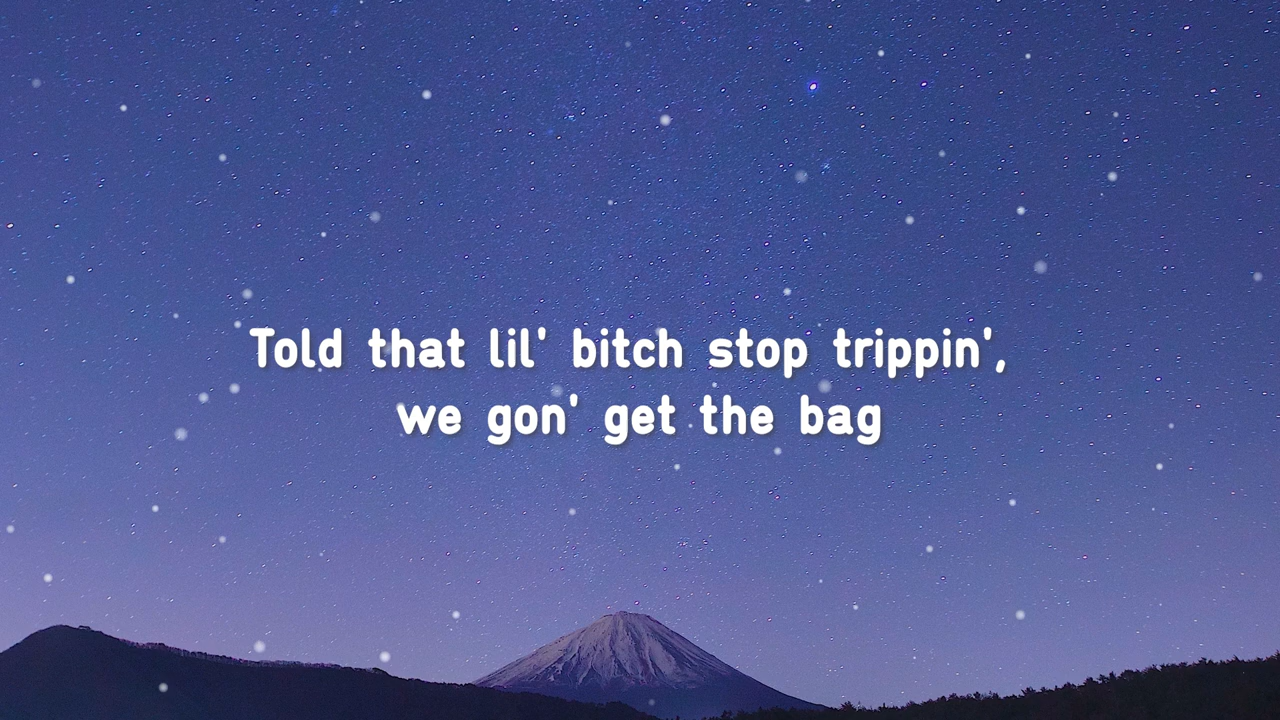 Told that lil' bitch stop trippin',
we gon' get the bag